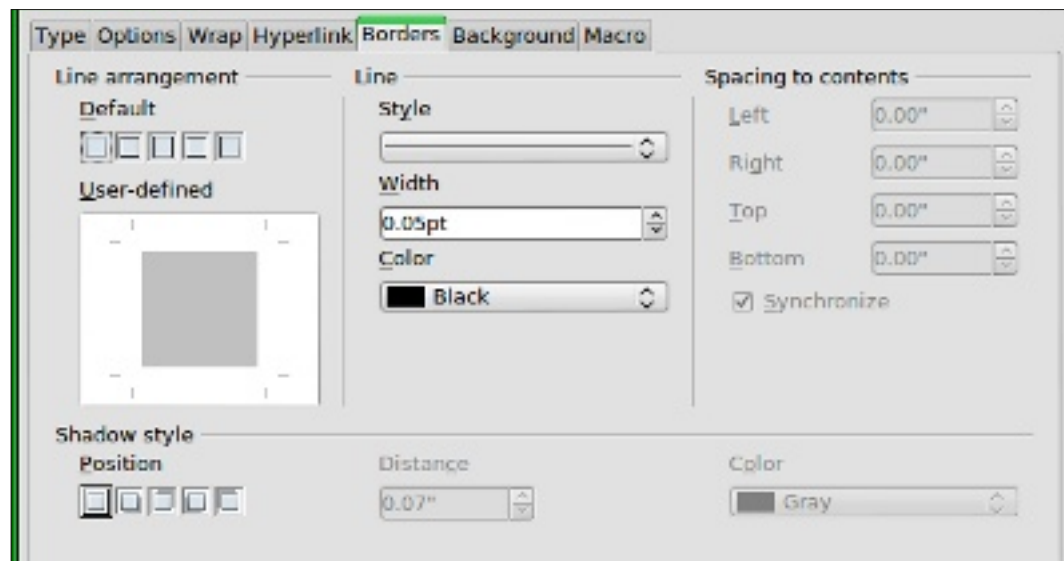 Type Options Wrap Hyperlink Borders Background Macro
Line arrangement
Default
User-defined
Line
Style
Width
0.05pt
Color
Black
Spacing to contents
Left 0.00"
Right 0.00"
Top 0.00"
Bottom 0.00"
Synchronize
Shadow style
Position
Distance
0.07"
Color
Gray